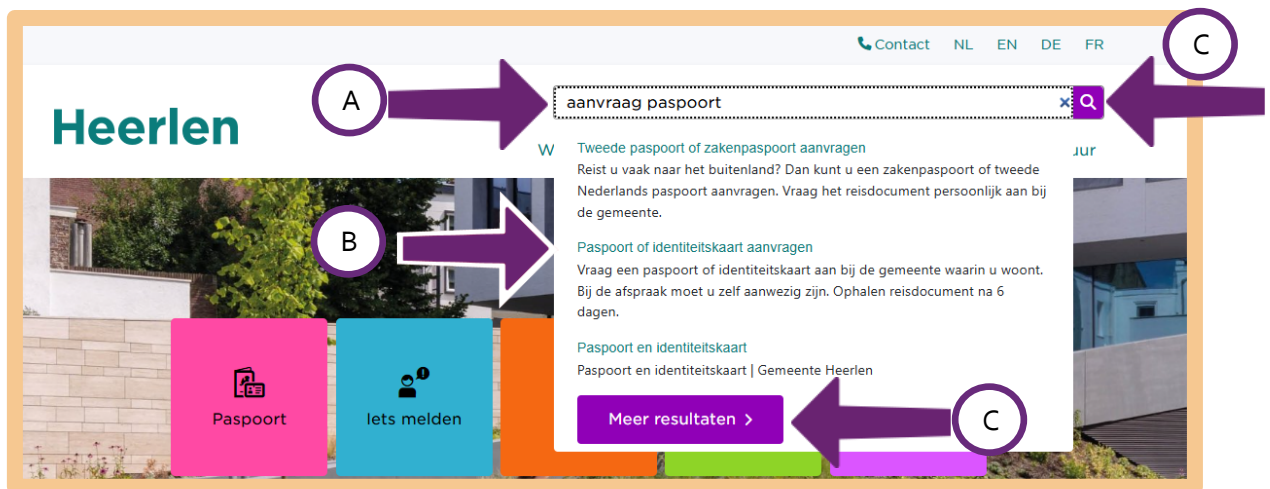 Contact NL EN DE FR
C
A
aanvraag paspoort
Heerlen
W
uur
Tweede paspoort of zakenpaspoort aanvragen
Reist u vaak naar het buitenland? Dan kunt u een zakenpaspoort of tweede
Nederlands paspoort aanvragen. Vraag het reisdocument persoonlijk aan bij
de gemeente.
B
Paspoort of identiteitskaart aanvragen
Vraag een paspoort of identiteitskaart aan bij de gemeente waarin u woont.
Bij de afspraak moet u zelf aanwezig zijn. Ophalen reisdocument na 6
dagen.
Paspoort en identiteitskaart
Paspoort en identiteitskaart | Gemeente Heerlen
Paspoort
Iets melden
Meer resultaten
C